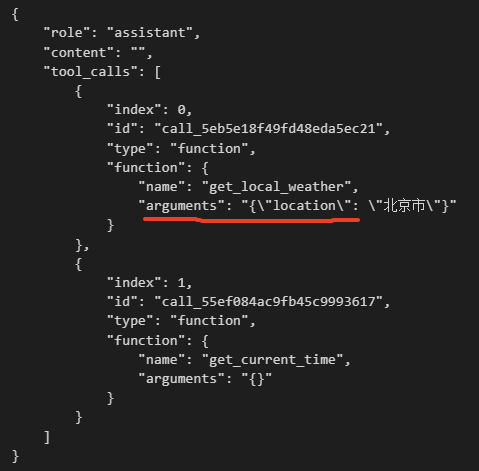 {
    "role": "assistant",
    "content": "",
    "tool_calls": [
        {
            "index": 0,
            "id": "call_5eb5e18f49fd48eda5ec21",
            "type": "function",
            "function": {
                "name": "get_local_weather",
                "arguments": "{\"location\": \"北京市\"}"
            }
        },
        {
            "index": 1,
            "id": "call_55ef084ac9fb45c9993617",
            "type": "function",
            "function": {
                "name": "get_current_time",
                "arguments": "{}"
            }
        }
    ]
}